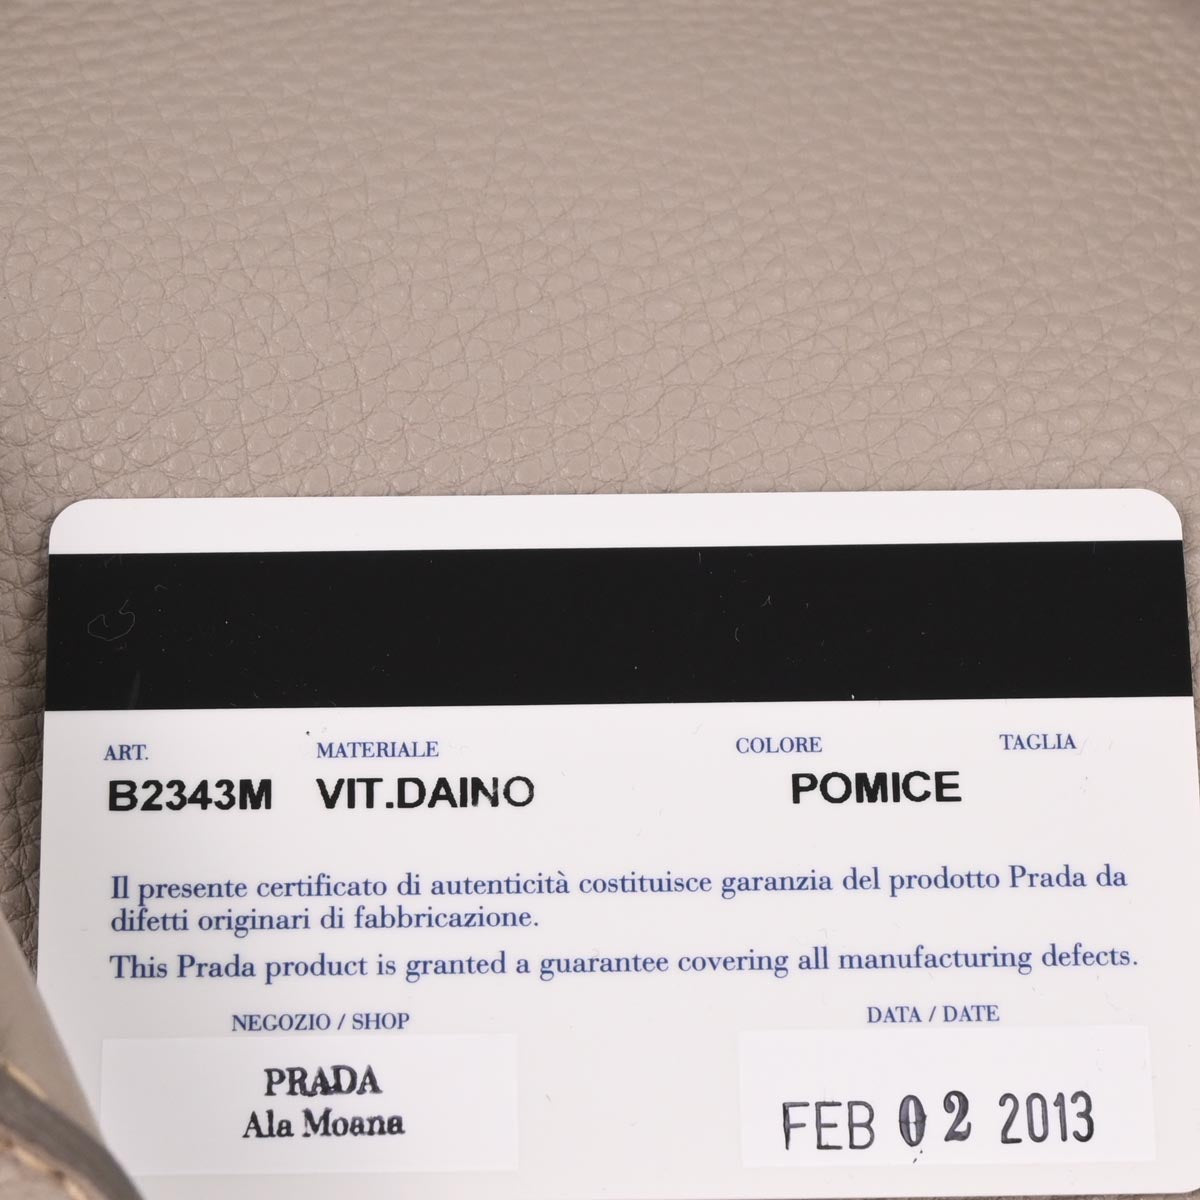 ART. MATERIALE COLORE TAGLIA
B2343M VIT.DAINO POMICE
Il presente certificato di autenticità costituisce garanzia del prodotto Prada da
difetti originari di fabbricazione.
This Prada product is granted a guarantee covering all manufacturing defects.
NEGOZIO / SHOP DATA / DATE
PRADA
Ala Moana
FEB 02 2013